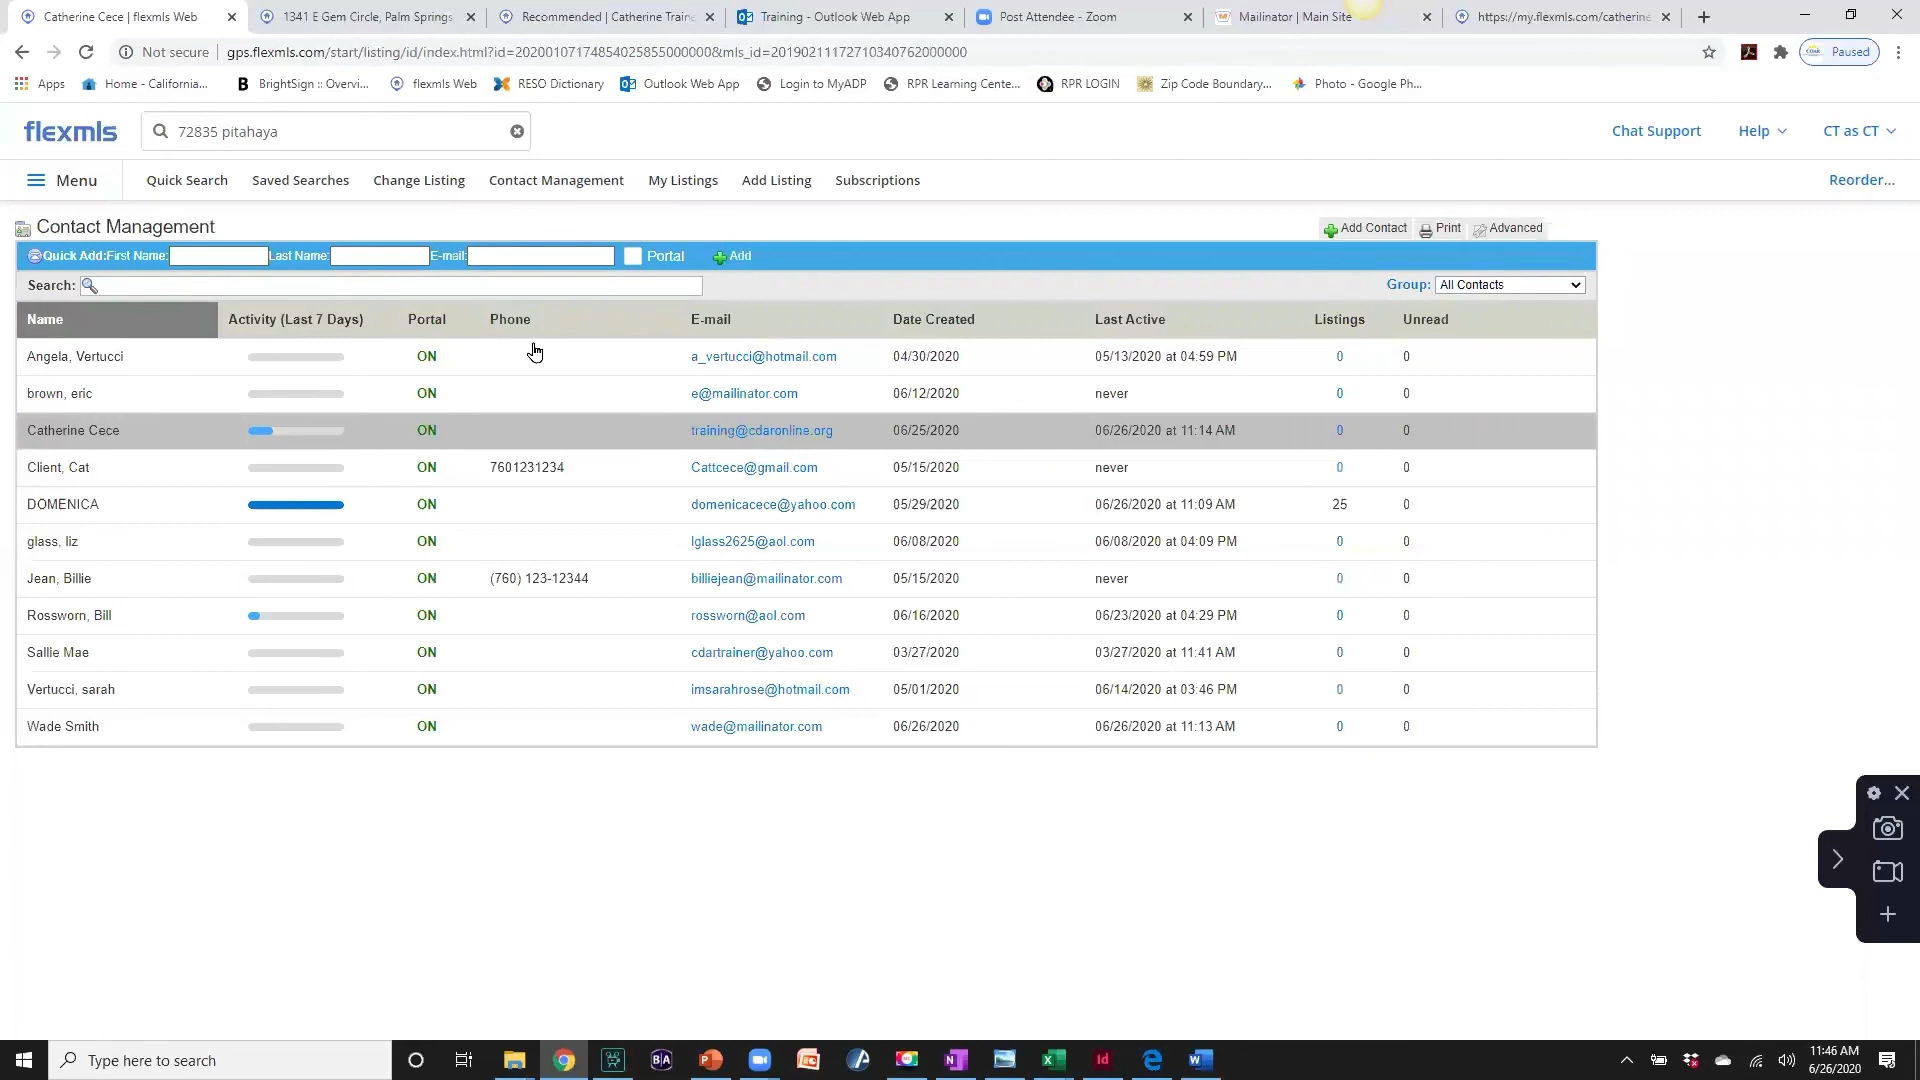 Catherine Cece | flexmls Web
1341 E Gem Circle, Palm Springs
Recommended | Catherine Traine
Training - Outlook Web App
Post Attendee - Zoom
Mailinator | Main Site
https://my.flexmls.com/catherine
Not secure | gps.flexmls.com/start/listing/id/index.html?id=20200107174854025855000000&mls_id=20190211172710340762000000
Paused
Apps
Home - California...
BrightSign :: Overvi...
flexmls Web
RESO Dictionary
Outlook Web App
Login to MyADP
RPR Learning Cente...
RPR LOGIN
Zip Code Boundary...
Photo - Google Ph...
flexmls
72835 pitahaya
Chat Support
Help
CT as CT
Menu
Quick Search
Saved Searches
Change Listing
Contact Management
My Listings
Add Listing
Subscriptions
Reorder...
Contact Management
Add Contact
Print
Advanced
Quick Add: First Name:
Last Name:
E-mail:
Portal
Add
Search:
Group: All Contacts
Name Activity (Last 7 Days) Portal Phone E-mail Date Created Last Active Listings Unread
Angela, Vertucci ON a_vertucci@hotmail.com 04/30/2020 05/13/2020 at 04:59 PM 0 0
brown, eric ON e@mailinator.com 06/12/2020 never 0 0
Catherine Cece ON training@cdaronline.org 06/25/2020 06/26/2020 at 11:14 AM 0 0
Client, Cat ON 7601231234 Cattcece@gmail.com 05/15/2020 never 0 0
DOMENICA ON domenicacece@yahoo.com 05/29/2020 06/26/2020 at 11:09 AM 25 0
glass, liz ON lglass2625@aol.com 06/08/2020 06/08/2020 at 04:09 PM 0 0
Jean, Billie ON (760) 123-12344 billiejean@mailinator.com 05/15/2020 never 0 0
Rossworn, Bill ON rossworn@aol.com 06/16/2020 06/23/2020 at 04:29 PM 0 0
Sallie Mae ON cdartrainer@yahoo.com 03/27/2020 03/27/2020 at 11:41 AM 0 0
Vertucci, sarah ON imsarahrose@hotmail.com 05/01/2020 06/14/2020 at 03:46 PM 0 0
Wade Smith ON wade@mailinator.com 06/26/2020 06/26/2020 at 11:13 AM 0 0
Type here to search
11:46 AM
6/26/2020